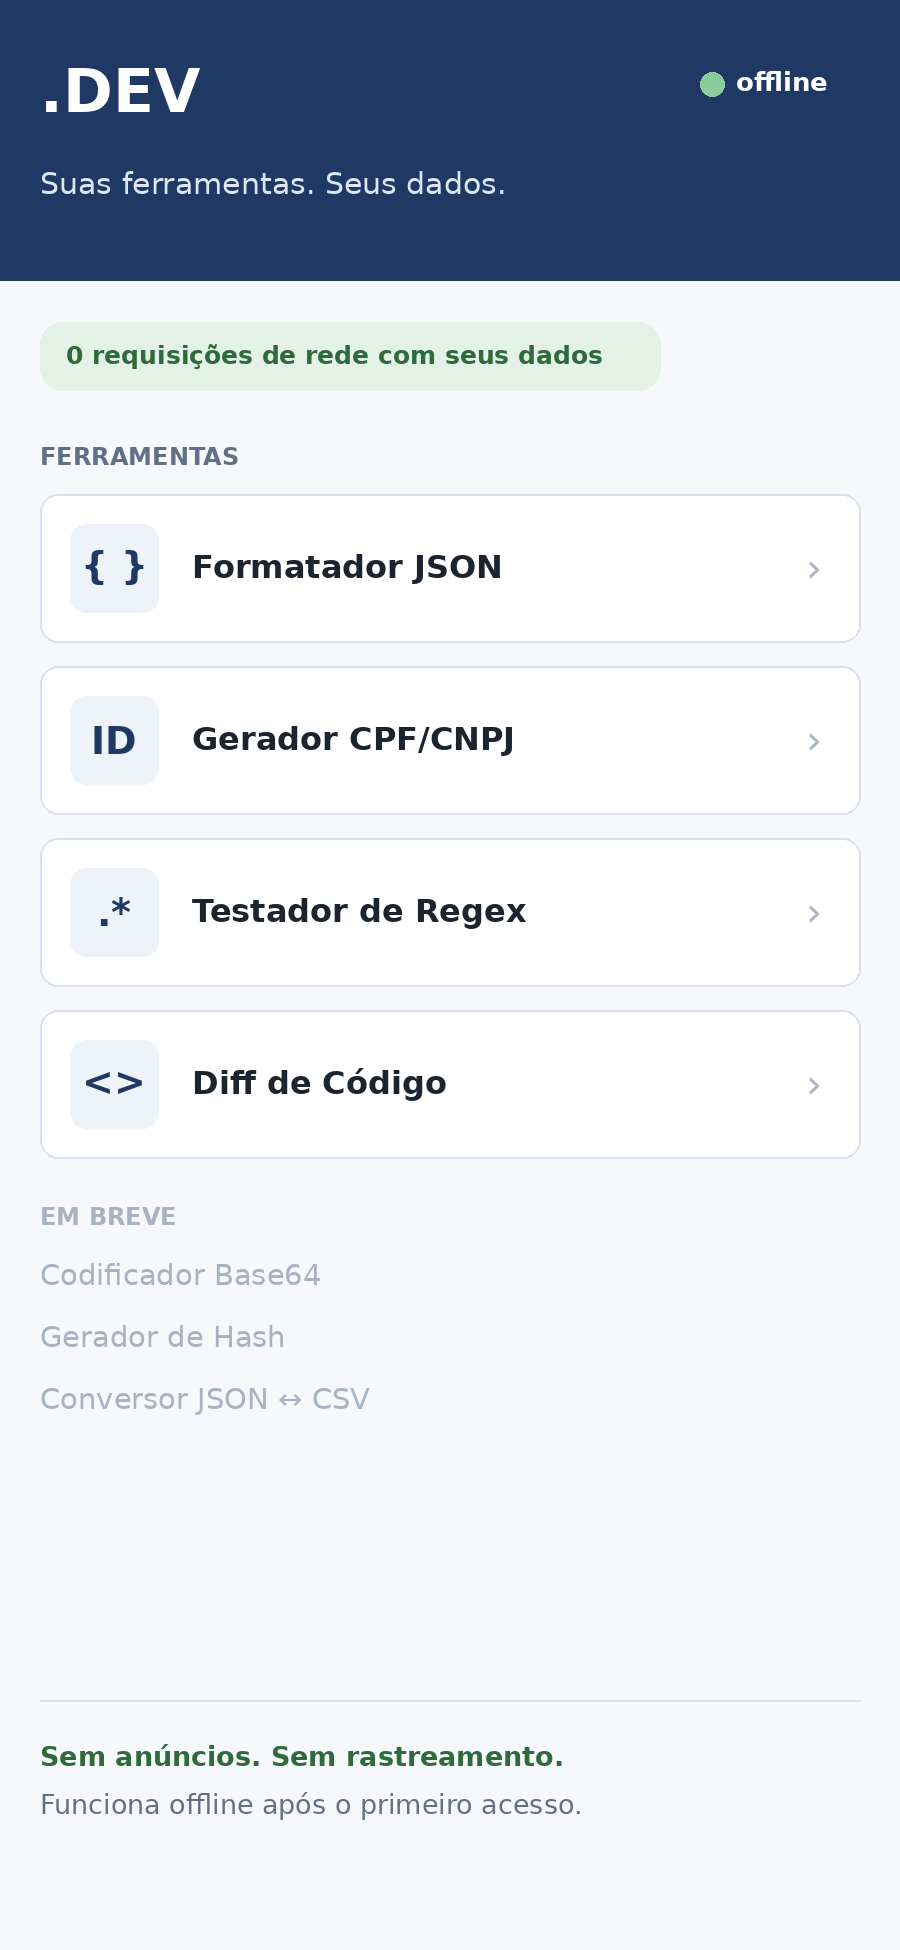 .DEV
offline
Suas ferramentas. Seus dados.
0 requisições de rede com seus dados
FERRAMENTAS
{ } Formatador JSON ›
ID Gerador CPF/CNPJ ›
.* Testador de Regex ›
<> Diff de Código ›
EM BREVE
Codificador Base64
Gerador de Hash
Conversor JSON ↔ CSV
Sem anúncios. Sem rastreamento.
Funciona offline após o primeiro acesso.